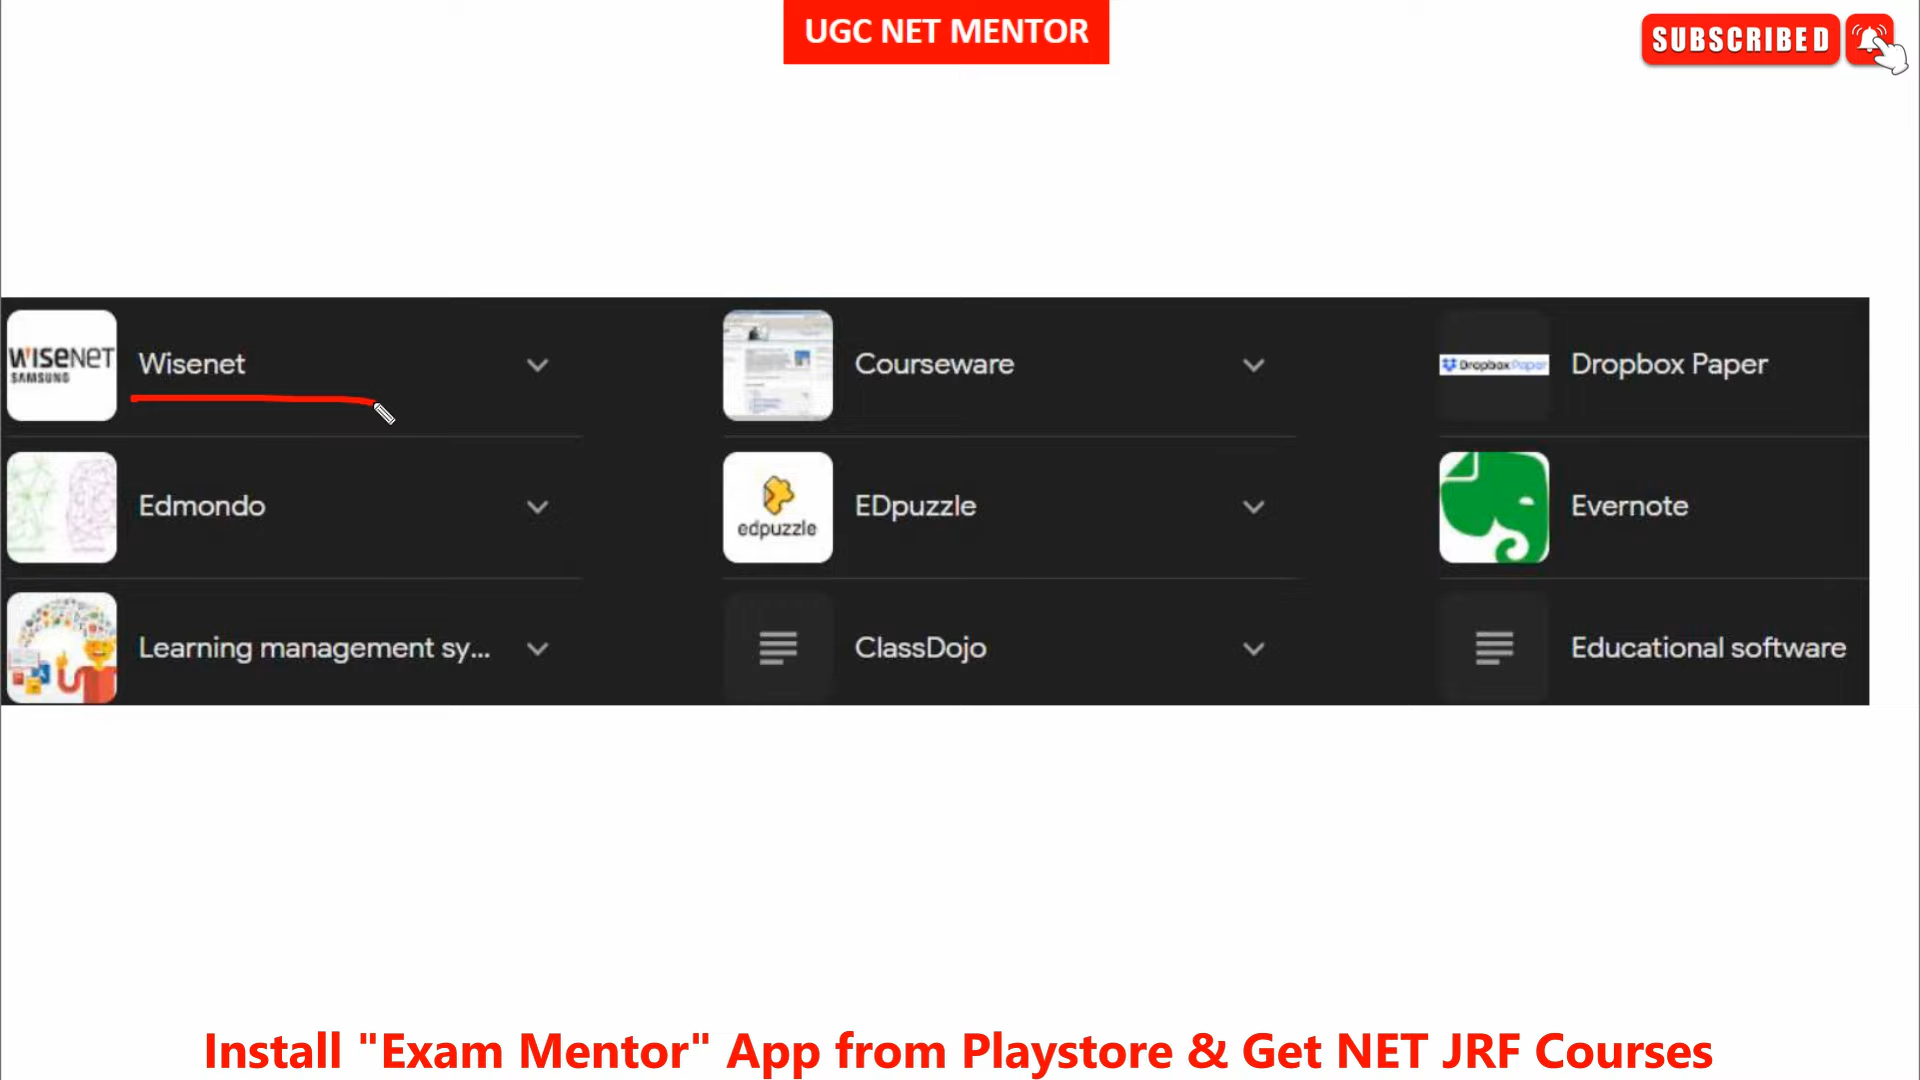 UGC NET MENTOR
SUBSCRIBED
WISENET
SAMSUNG
Wisenet
Courseware
Dropbox Paper
Dropbox Paper
Edmondo
edpuzzle
EDpuzzle
Evernote
Learning management sy...
ClassDojo
Educational software
Install "Exam Mentor" App from Playstore & Get NET JRF Courses